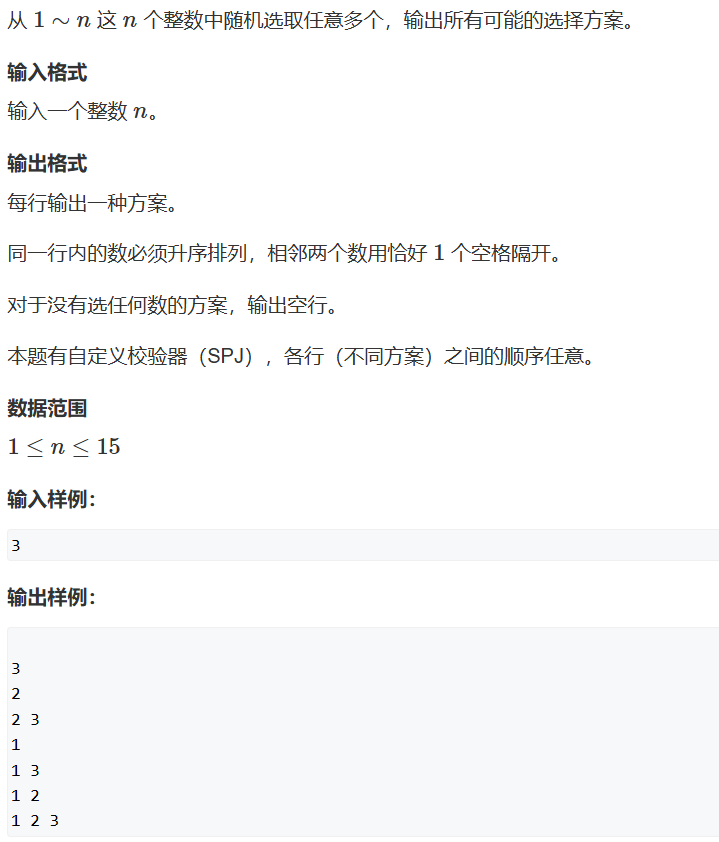 从 1 ∼ n 这 n 个整数中随机选取任意多个，输出所有可能的选择方案。
输入格式
输入一个整数 n。
输出格式
每行输出一种方案。
同一行内的数必须升序排列，相邻两个数用恰好 1 个空格隔开。
对于没有选任何数的方案，输出空行。
本题有自定义校验器（SPJ），各行（不同方案）之间的顺序任意。
数据范围
1 ≤ n ≤ 15
输入样例：
3
输出样例：
3
2
2 3
1
1 3
1 2
1 2 3